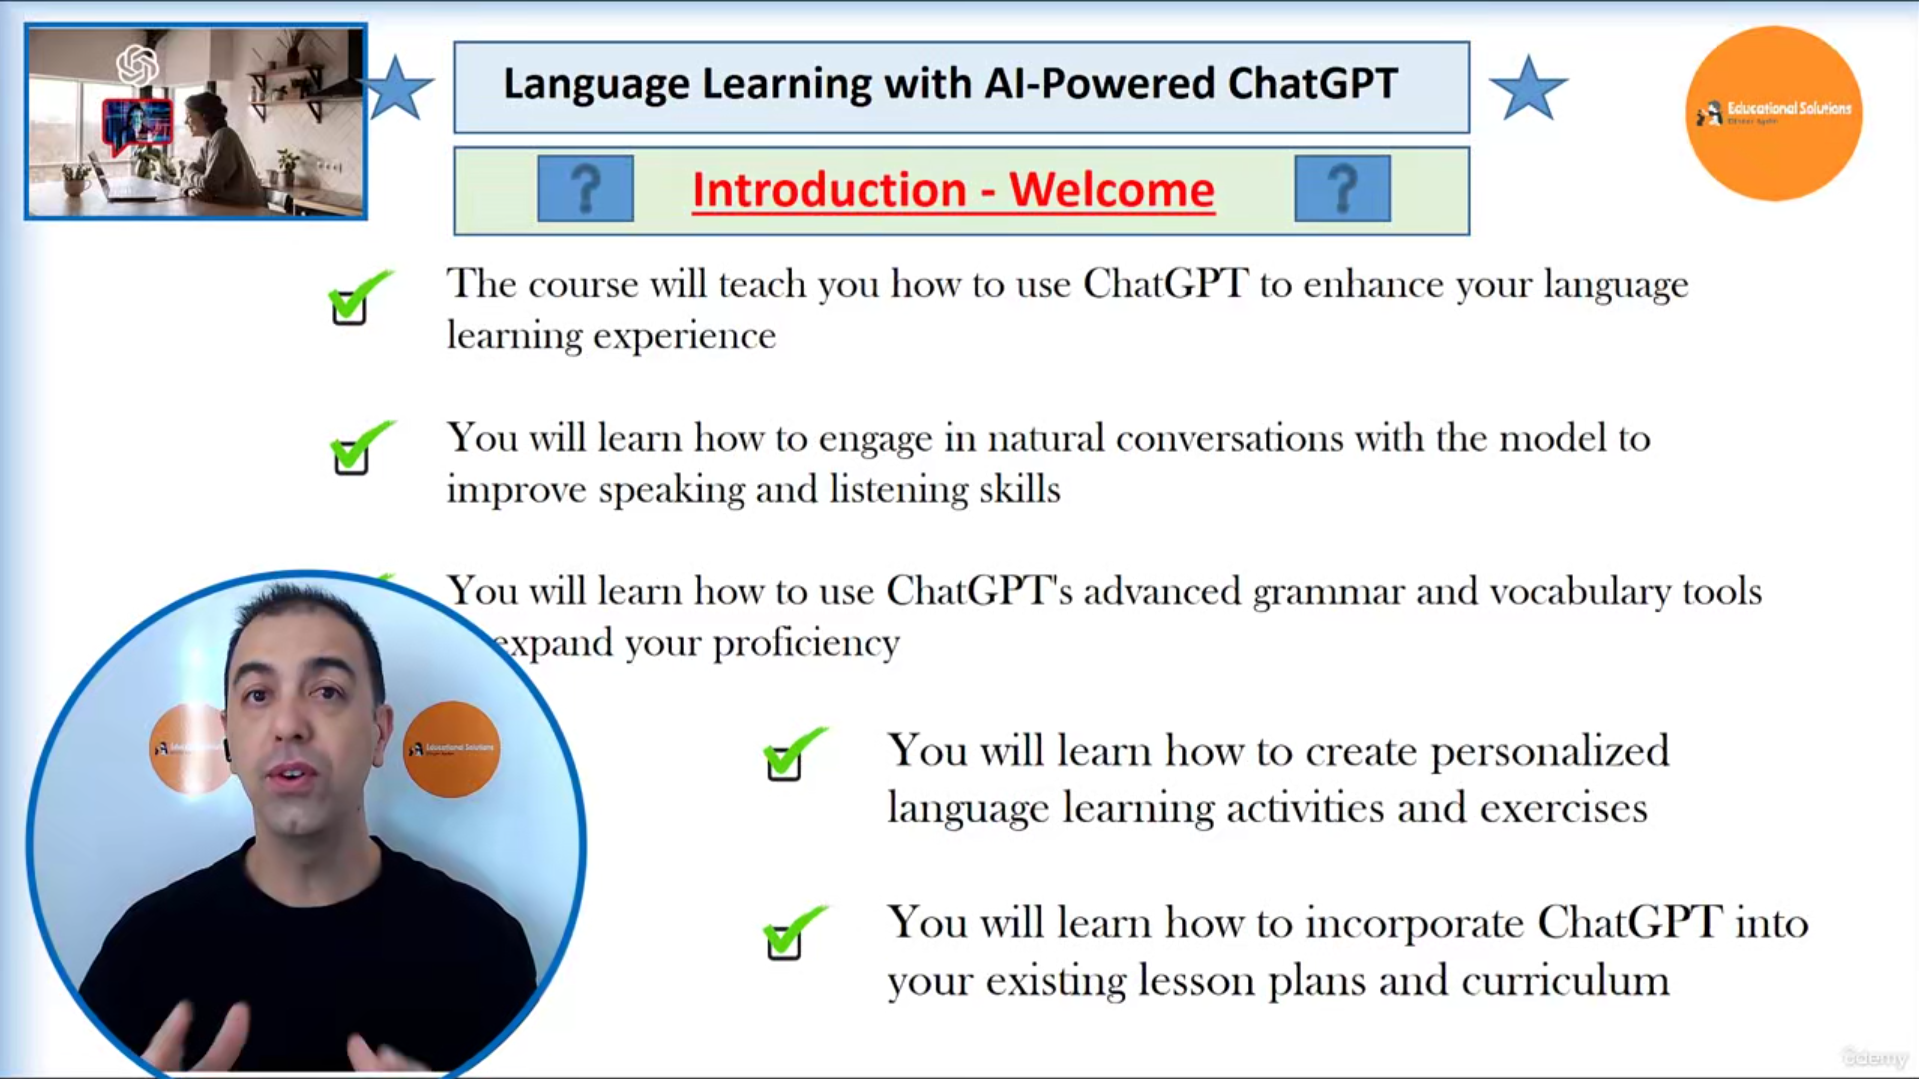 Language Learning with AI-Powered ChatGPT
Educational Solutions
? Introduction - Welcome ?
The course will teach you how to use ChatGPT to enhance your language
learning experience
You will learn how to engage in natural conversations with the model to
improve speaking and listening skills
You will learn how to use ChatGPT's advanced grammar and vocabulary tools
expand your proficiency
Educational Solutions
You will learn how to create personalized
language learning activities and exercises
You will learn how to incorporate ChatGPT into
your existing lesson plans and curriculum
ûdemy